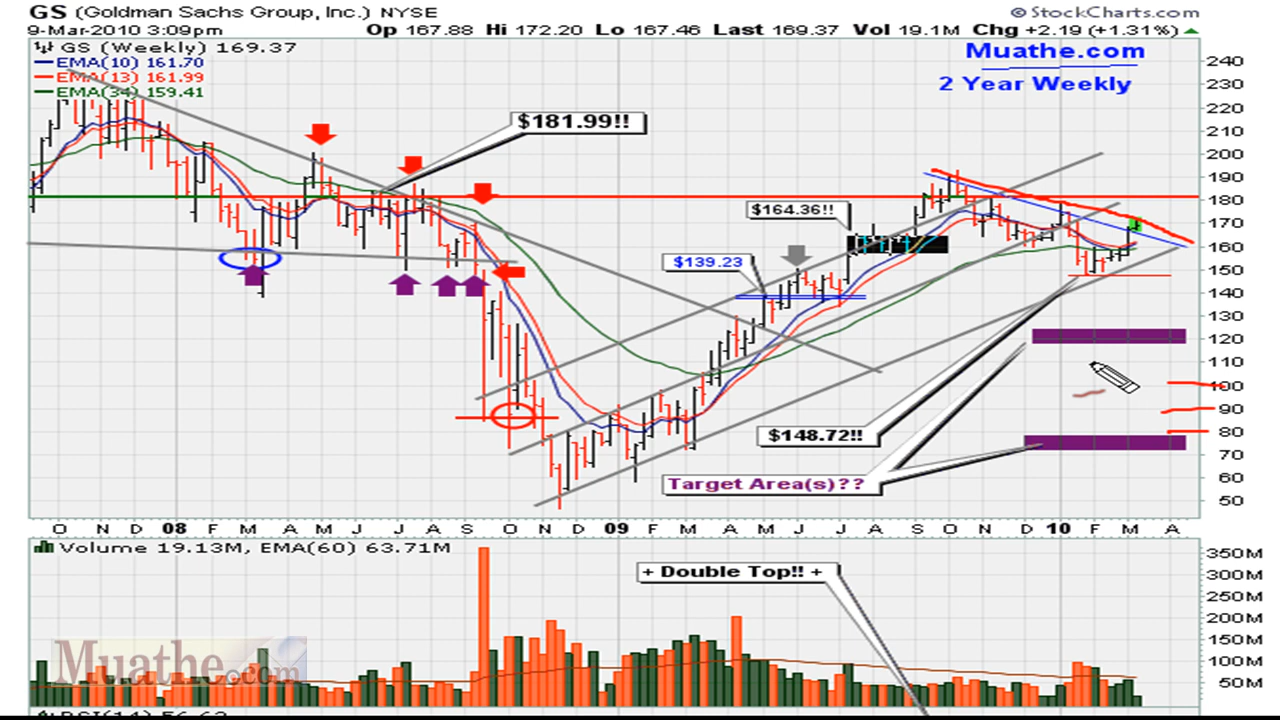 GS (Goldman Sachs Group, Inc.) NYSE
© StockCharts.com
9-Mar-2010 3:09pm
Op 167.88 Hi 172.20 Lo 167.46 Last 169.37 Vol 19.1M Chg +2.19 (+1.31%)
GS (Weekly) 169.37
EMA(10) 161.70
EMA(13) 161.99
EMA(34) 159.41
Muathe.com
2 Year Weekly
$181.99!!
$164.36!!
$139.23
$148.72!!
Target Area(s)??
240
230
220
210
200
190
180
170
160
150
140
130
120
110
100
90
80
70
60
50
O N D 08 F M A M J J A S O N D 09 F M A M J J A S O N D 10 F M A
Volume 19.13M, EMA(60) 63.71M
+ Double Top!! +
350M
300M
250M
200M
150M
100M
50M
Muathe.com
RSI(14) 56.63